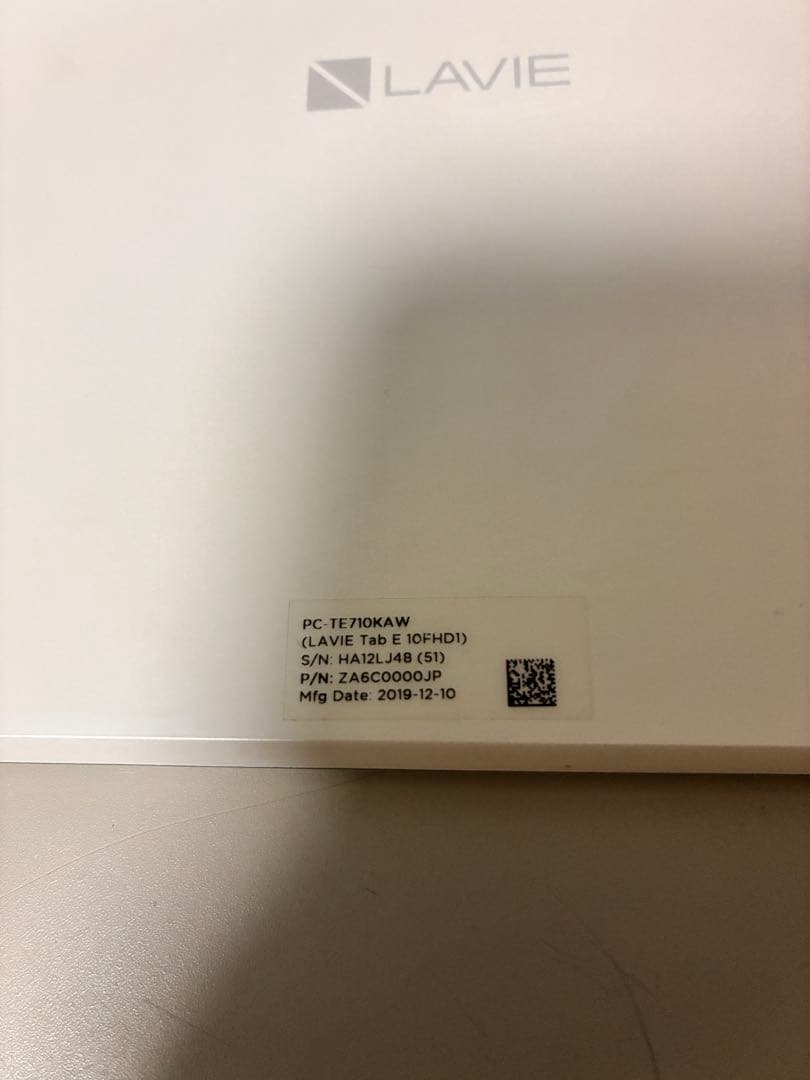 LAVIE
PC-TE710KAW
(LAVIE Tab E 10FHD1)
S/N: HA12LJ48 (51)
P/N: ZA6C0000JP
Mfg Date: 2019-12-10